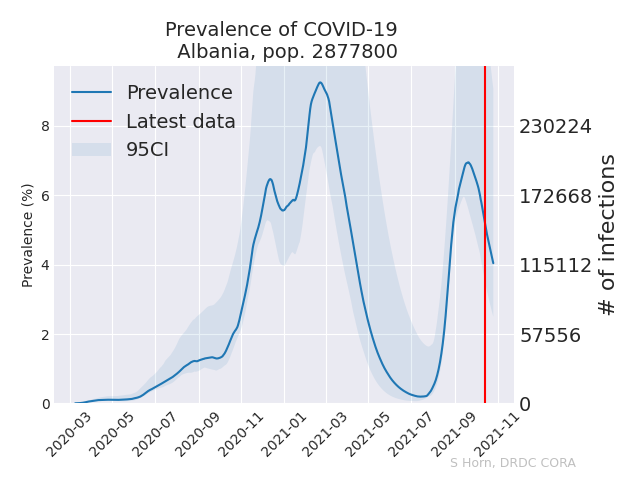 Prevalence of COVID-19
Albania, pop. 2877800
Prevalence
Latest data
95CI
Prevalence (%)
8
6
4
2
0
230224
172668
115112
57556
0
# of infections
2020-03
2020-05
2020-07
2020-09
2020-11
2021-01
2021-03
2021-05
2021-07
2021-09
2021-11
S Horn, DRDC CORA